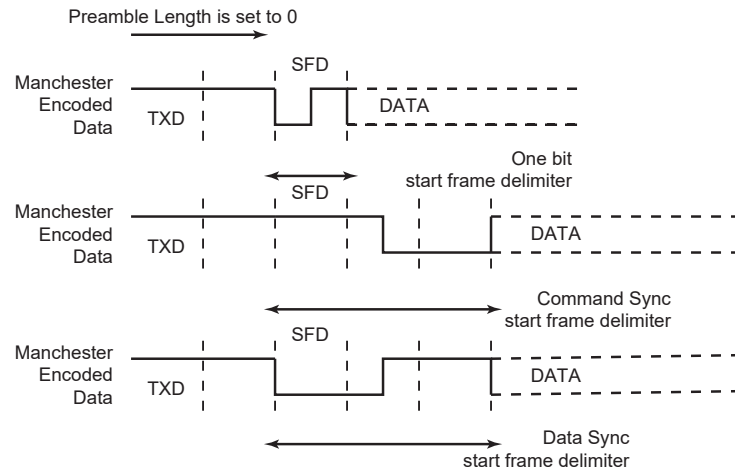 Preamble Length is set to 0
SFD
Manchester
Encoded
Data
TXD
DATA
One bit
start frame delimiter
SFD
Manchester
Encoded
Data
TXD
DATA
Command Sync
start frame delimiter
SFD
Manchester
Encoded
Data
TXD
DATA
Data Sync
start frame delimiter